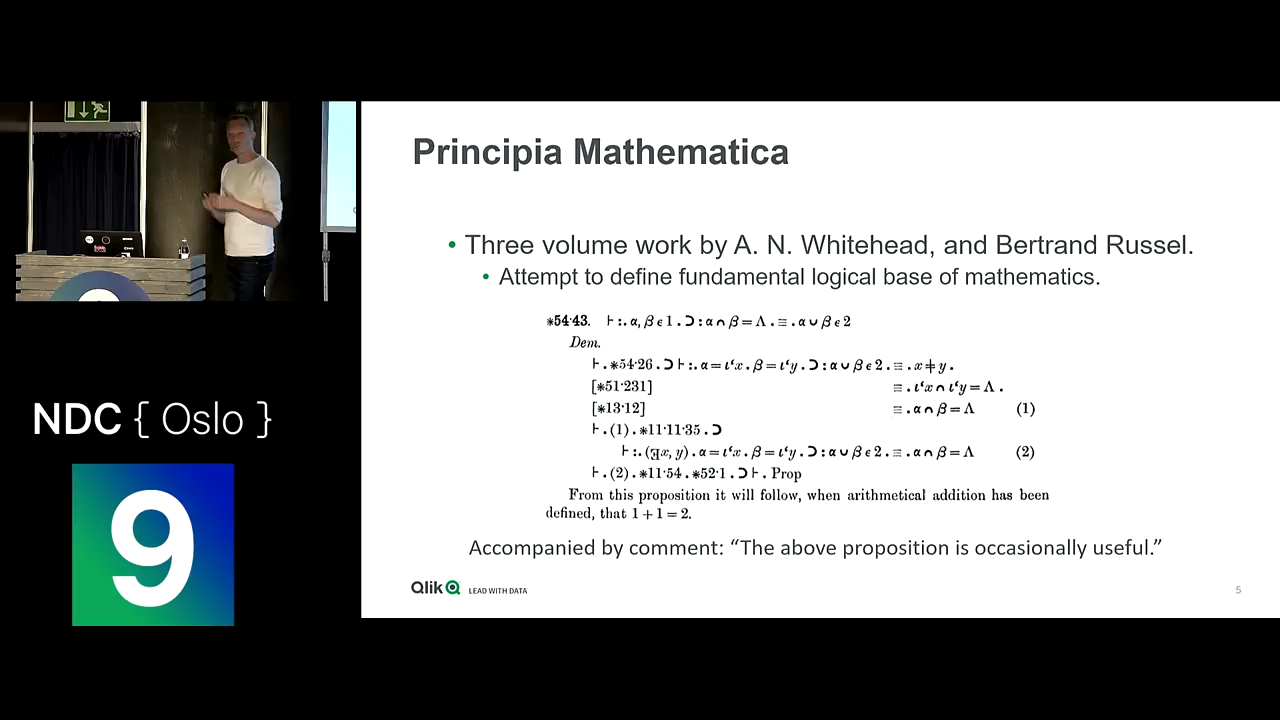 Principia Mathematica
• Three volume work by A. N. Whitehead, and Bertrand Russel.
• Attempt to define fundamental logical base of mathematics.
∗54·43. ⊦:. α, β ϵ 1 . ⊃ : α ∩ β = Λ . ≡ . α ∪ β ϵ 2
Dem.
⊦ . ∗54·26 . ⊃ ⊦ :. α = ι‘x . β = ι‘y . ⊃ : α ∪ β ϵ 2 . ≡ . x ≠ y .
[∗51·231] ≡ . ι‘x ∩ ι‘y = Λ .
[∗13·12] ≡ . α ∩ β = Λ (1)
⊦ . (1) . ∗11·11·35 . ⊃
⊦ :. (ƎX, y) . α = ι‘x . β = ι‘y . ⊃ : α ∪ β ϵ 2 . ≡ . α ∩ β = Λ (2)
⊦ . (2) . ∗11·54 . ∗52·1 . ⊃ ⊦ . Prop
From this proposition it will follow, when arithmetical addition has been
defined, that 1 + 1 = 2.
Accompanied by comment: “The above proposition is occasionally useful.”
Qlik LEAD WITH DATA
5
NDC { Oslo }
9